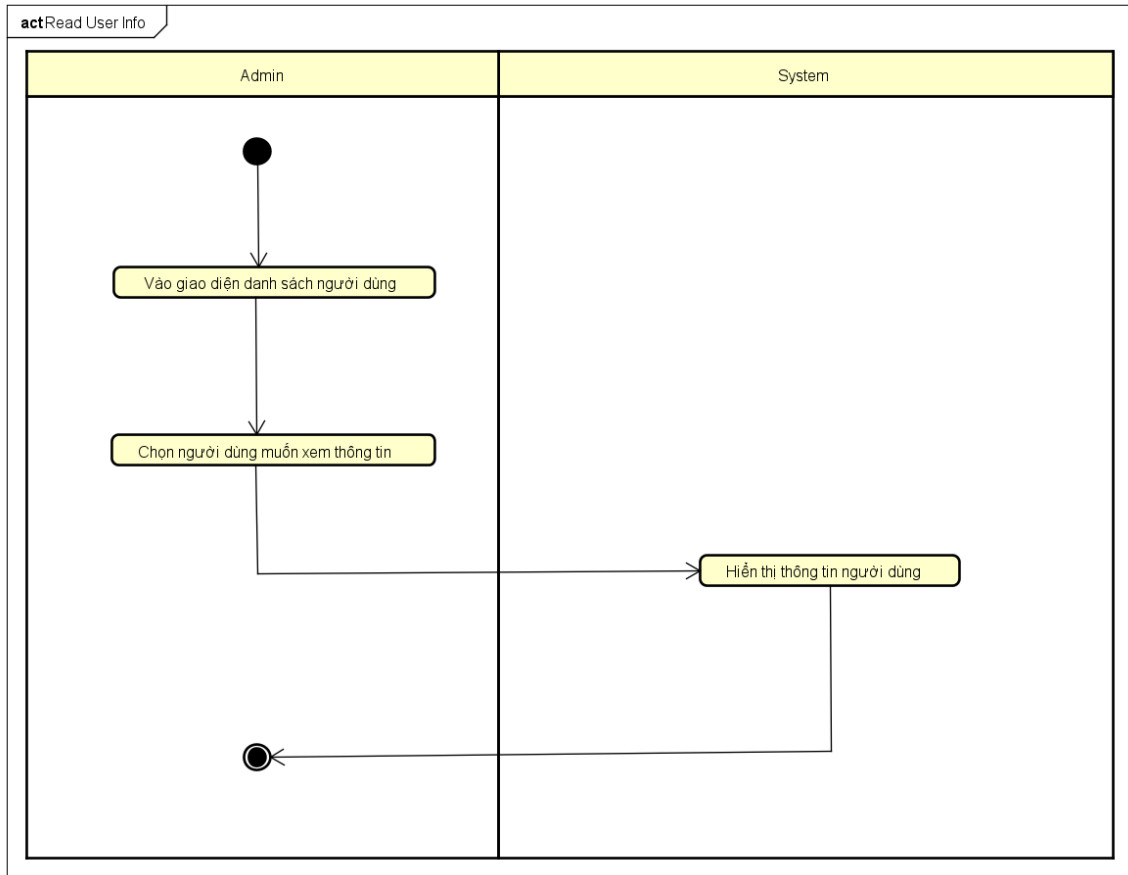 act Read User Info
Admin
System
Vào giao diện danh sách người dùng
Chọn người dùng muốn xem thông tin
Hiển thị thông tin người dùng